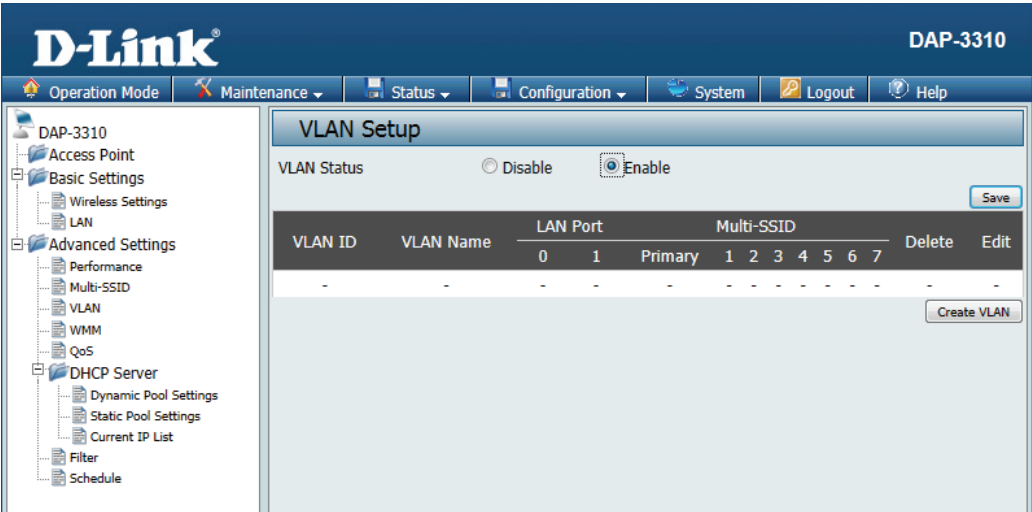 D-Link®
DAP-3310
Operation Mode
Maintenance
Status
Configuration
System
Logout
Help
DAP-3310
Access Point
Basic Settings
Wireless Settings
LAN
Advanced Settings
Performance
Multi-SSID
VLAN
WMM
QoS
DHCP Server
Dynamic Pool Settings
Static Pool Settings
Current IP List
Filter
Schedule
VLAN Setup
VLAN Status Disable Enable
Save
VLAN ID VLAN Name LAN Port Multi-SSID Delete Edit
0 1 Primary 1 2 3 4 5 6 7
- - - - - - - - - - - - - -
Create VLAN